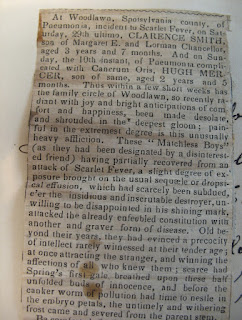 At Woodlawn, Spotsylvania county, of
Pneumonia, incident to Scarlet Fever, on Sat-
urday, 29th ultimo, CLARENCE SMITH,
son of Margaret E. and Lorman Chancellor,
aged 3 years and 7 months. And on Sun-
day, the 10th instant, of Pneumonia compli-
cated with Cancrum Oris, HUGH MER-
CER, son of same, aged 2 years and 5
months. Thus within a few short weeks has
the family circle of Woodlawn, so recently ra-
diant with joy and bright anticipation of com-
fort and happiness, been made desolate,
and shrouded in the deepest gloom; pain-
ful in the extremest degree is this unusually
heavy affliction. These "Matchless Boys"
(as they had been designated by a disinterest-
ed friend) having partially recovered from an
attack of Scarlet Fever, a slight degree of ex-
posure brought on the usual sequelæ or dropsi-
cal effusion, which had scarcely been subdued
e'er the insidious and inscrutable destroyer, un-
willing to be disappointed in his shining mark,
attacked the already enfeebled constitution with
another and graver form of disease. Old be-
yond their years, they had evinced a precocity
of intellect rarely witnessed at their tender age;
at once attracting the stranger, and winning the
affections of all who knew them; scarce had
Spring's first gale breathed upon these half
unfolded buds of innocence, and before the
canker worm of pollution had time to nestle in
the embryo petals, the untimely and withering
frost came and severed from the parent stem.